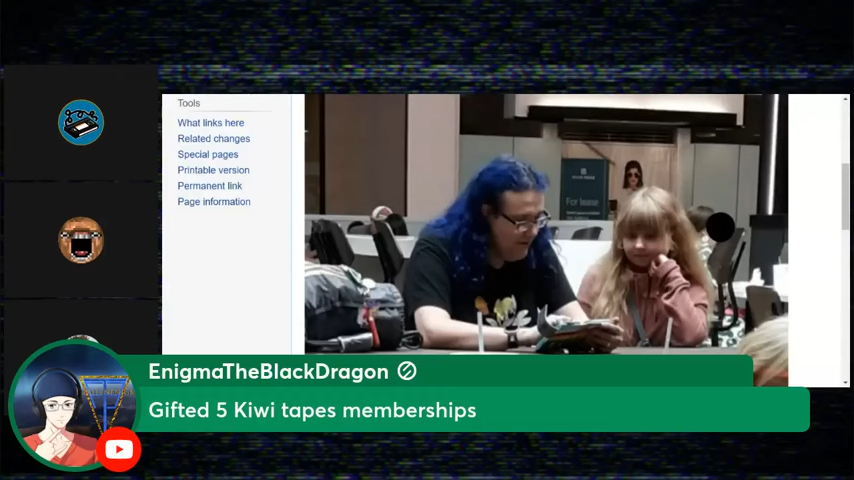 Tools
What links here
Related changes
Special pages
Printable version
Permanent link
Page information
For lease
EnigmaTheBlackDragon
Gifted 5 Kiwi tapes memberships